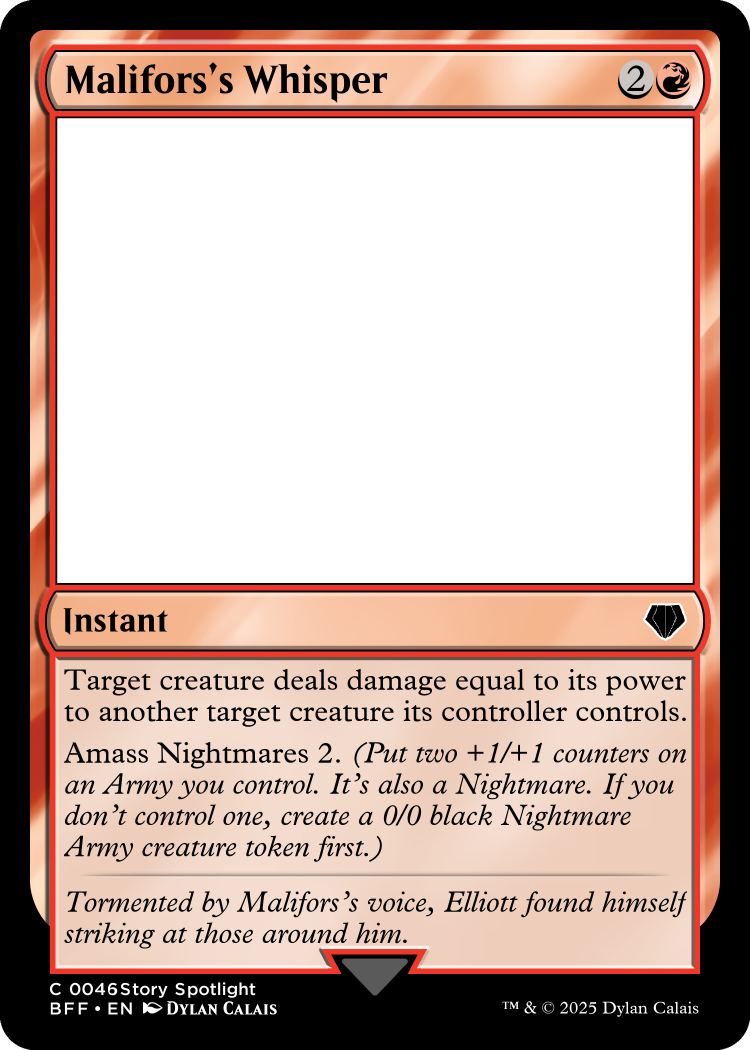 Malifors's Whisper 2
Instant
Target creature deals damage equal to its power
to another target creature its controller controls.
Amass Nightmares 2. (Put two +1/+1 counters on
an Army you control. It's also a Nightmare. If you
don't control one, create a 0/0 black Nightmare
Army creature token first.)
Tormented by Malifors's voice, Elliott found himself
striking at those around him.
C 0046Story Spotlight
BFF • EN Dylan Calais
™ & © 2025 Dylan Calais